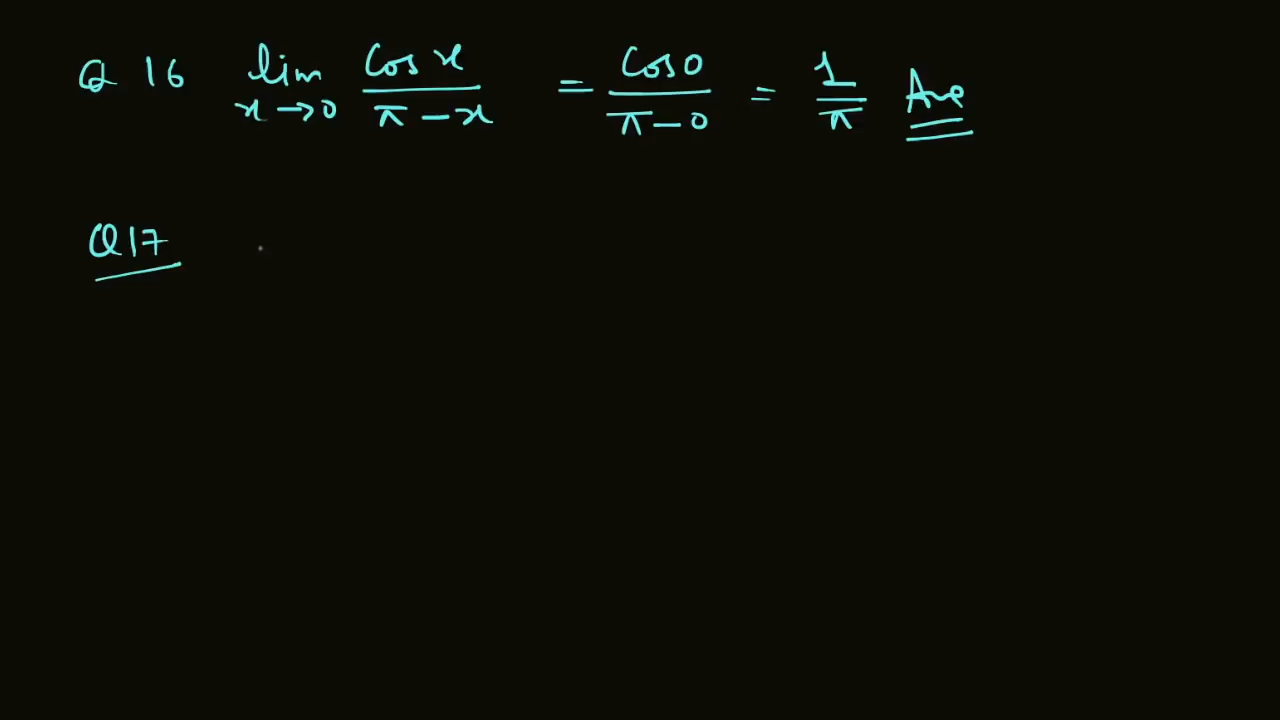 Q 16 lim x→0 Cos x / π − x = Cos 0 / π − 0 = 1 / π Ans
Q17